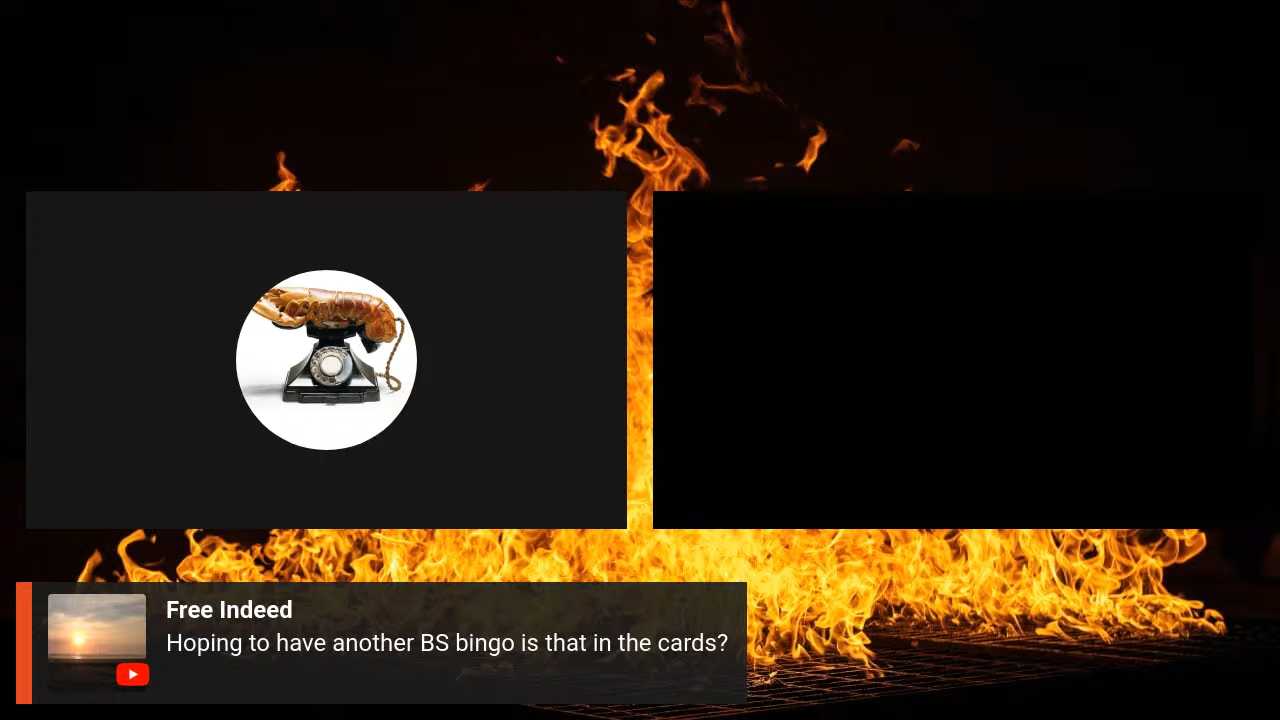 Free Indeed
Hoping to have another BS bingo is that in the cards?